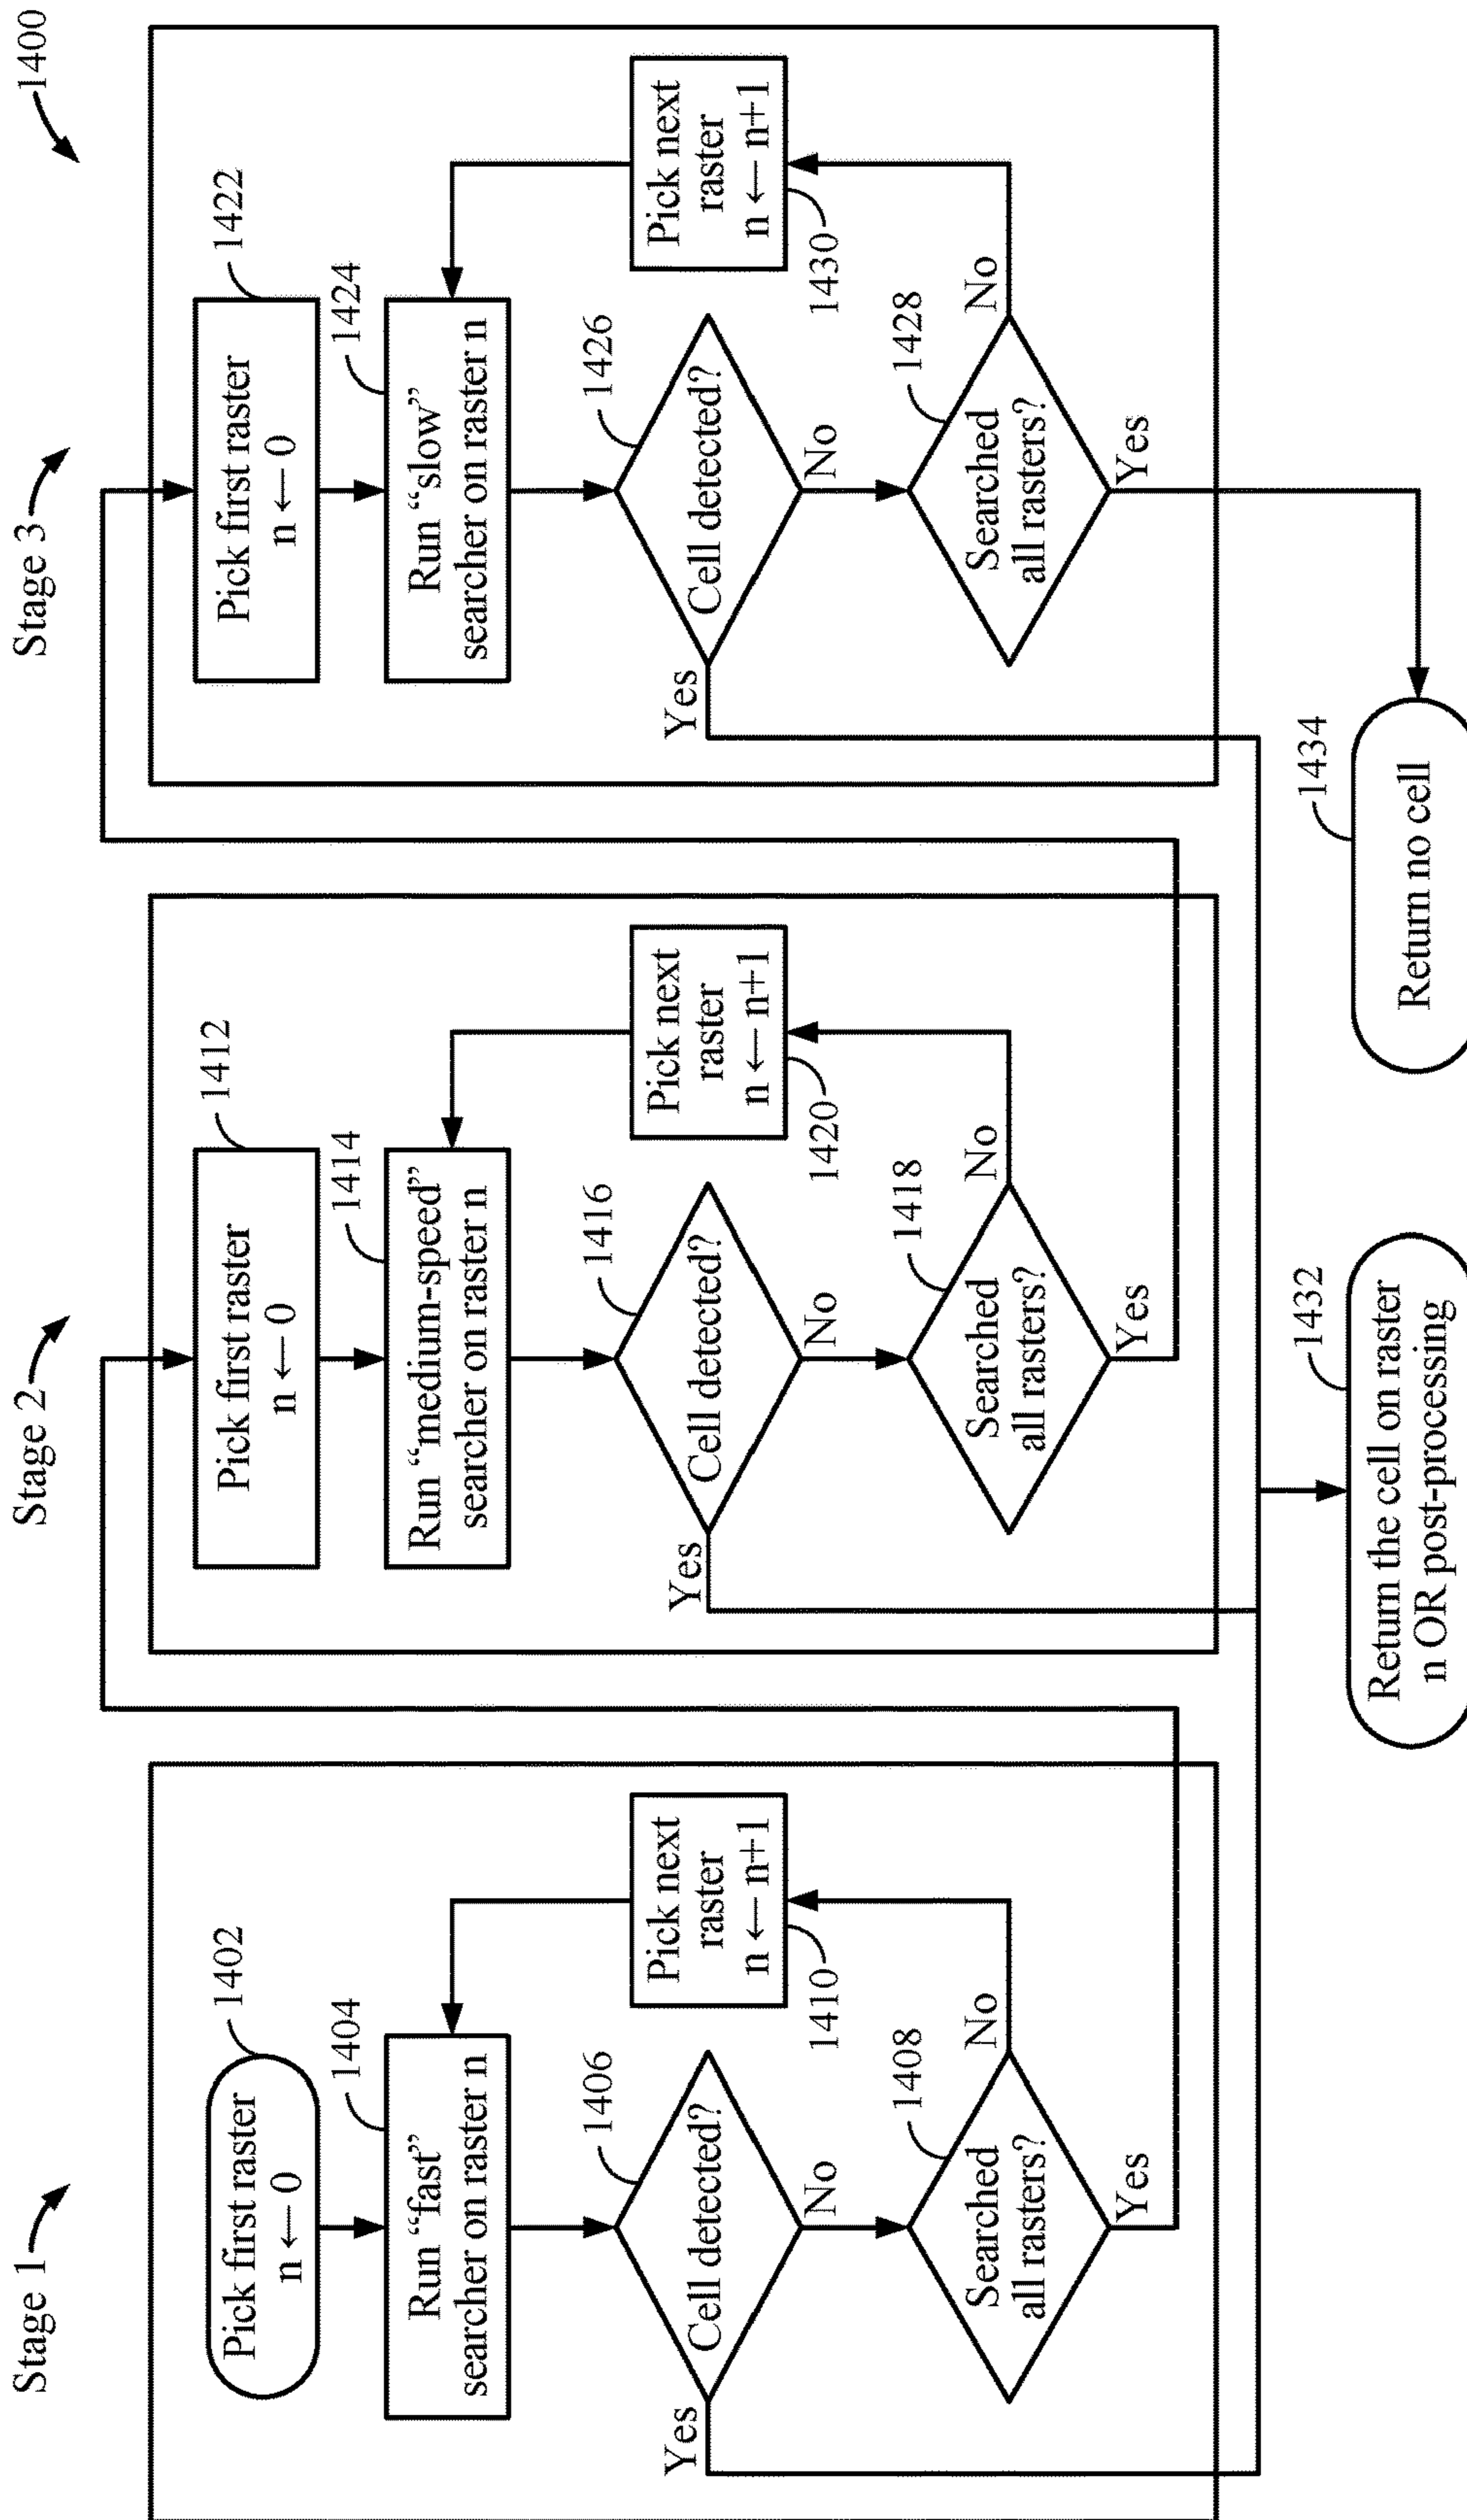 1400
Stage 1
Pick first raster
n ← 0
1402
Run “fast”
searcher on raster n
1404
Cell detected?
1406
Yes
No
Searched
all rasters?
1408
No
Yes
Pick next
raster
n ← n+1
1410
Stage 2
Pick first raster
n ← 0
1412
Run “medium-speed”
searcher on raster n
1414
Cell detected?
1416
Yes
No
Searched
all rasters?
1418
No
Yes
Pick next
raster
n ← n+1
1420
Stage 3
Pick first raster
n ← 0
1422
Run “slow”
searcher on raster n
1424
Cell detected?
1426
Yes
No
Searched
all rasters?
1428
No
Yes
Pick next
raster
n ← n+1
1430
Return the cell on raster
n OR post-processing
1432
Return no cell
1434